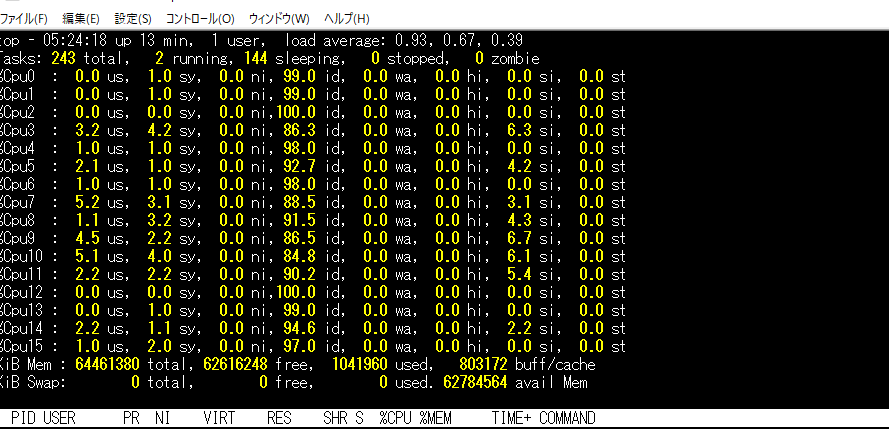 ファイル(F) 編集(E) 設定(S) コントロール(O) ウィンドウ(W) ヘルプ(H)
top - 05:24:18 up 13 min, 1 user, load average: 0.93, 0.67, 0.39
Tasks: 243 total, 2 running, 144 sleeping, 0 stopped, 0 zombie
%Cpu0 : 0.0 us, 1.0 sy, 0.0 ni, 99.0 id, 0.0 wa, 0.0 hi, 0.0 si, 0.0 st
%Cpu1 : 0.0 us, 1.0 sy, 0.0 ni, 99.0 id, 0.0 wa, 0.0 hi, 0.0 si, 0.0 st
%Cpu2 : 0.0 us, 0.0 sy, 0.0 ni,100.0 id, 0.0 wa, 0.0 hi, 0.0 si, 0.0 st
%Cpu3 : 3.2 us, 4.2 sy, 0.0 ni, 86.3 id, 0.0 wa, 0.0 hi, 6.3 si, 0.0 st
%Cpu4 : 1.0 us, 1.0 sy, 0.0 ni, 98.0 id, 0.0 wa, 0.0 hi, 0.0 si, 0.0 st
%Cpu5 : 2.1 us, 1.0 sy, 0.0 ni, 92.7 id, 0.0 wa, 0.0 hi, 4.2 si, 0.0 st
%Cpu6 : 1.0 us, 1.0 sy, 0.0 ni, 98.0 id, 0.0 wa, 0.0 hi, 0.0 si, 0.0 st
%Cpu7 : 5.2 us, 3.1 sy, 0.0 ni, 88.5 id, 0.0 wa, 0.0 hi, 3.1 si, 0.0 st
%Cpu8 : 1.1 us, 3.2 sy, 0.0 ni, 91.5 id, 0.0 wa, 0.0 hi, 4.3 si, 0.0 st
%Cpu9 : 4.5 us, 2.2 sy, 0.0 ni, 86.5 id, 0.0 wa, 0.0 hi, 6.7 si, 0.0 st
%Cpu10 : 5.1 us, 4.0 sy, 0.0 ni, 84.8 id, 0.0 wa, 0.0 hi, 6.1 si, 0.0 st
%Cpu11 : 2.2 us, 2.2 sy, 0.0 ni, 90.2 id, 0.0 wa, 0.0 hi, 5.4 si, 0.0 st
%Cpu12 : 0.0 us, 0.0 sy, 0.0 ni,100.0 id, 0.0 wa, 0.0 hi, 0.0 si, 0.0 st
%Cpu13 : 0.0 us, 1.0 sy, 0.0 ni, 99.0 id, 0.0 wa, 0.0 hi, 0.0 si, 0.0 st
%Cpu14 : 2.2 us, 1.1 sy, 0.0 ni, 94.6 id, 0.0 wa, 0.0 hi, 2.2 si, 0.0 st
%Cpu15 : 1.0 us, 2.0 sy, 0.0 ni, 97.0 id, 0.0 wa, 0.0 hi, 0.0 si, 0.0 st
KiB Mem : 64461380 total, 62616248 free, 1041960 used, 803172 buff/cache
KiB Swap: 0 total, 0 free, 0 used. 62784564 avail Mem
PID USER PR NI VIRT RES SHR S %CPU %MEM TIME+ COMMAND